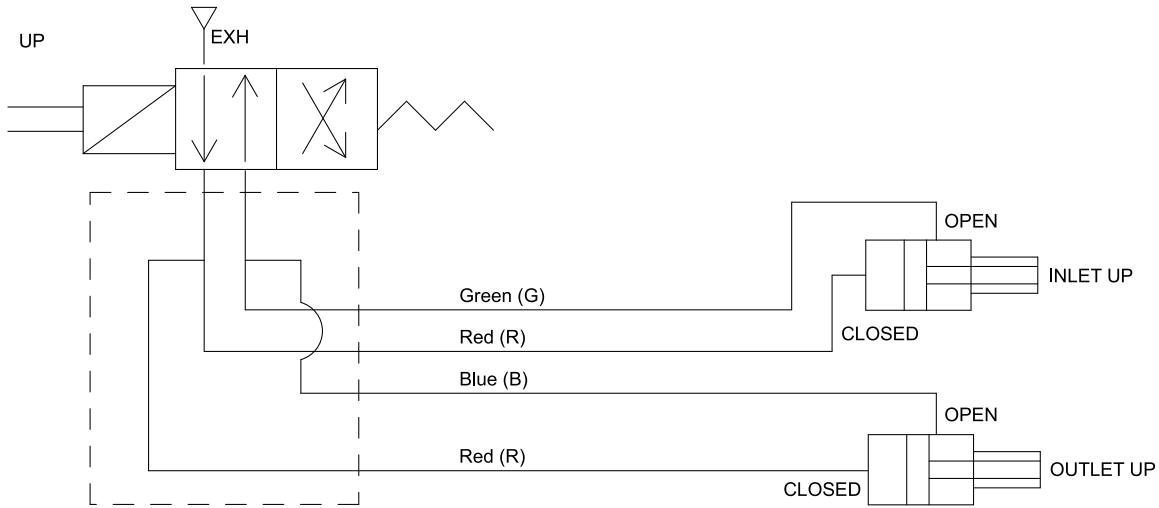 UP
EXH
OPEN
INLET UP
Green (G)
Red (R)
CLOSED
Blue (B)
OPEN
Red (R)
OUTLET UP
CLOSED